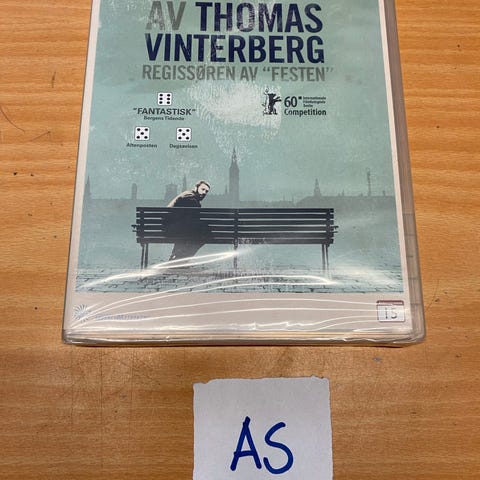 AV THOMAS
VINTERBERG
REGISSØREN AV "FESTEN"
"FANTASTISK"
Bergens Tidende
Aftenposten
Dagsavisen
60 Internationale
Filmfestspiele
Berlin
Competition
15
AS